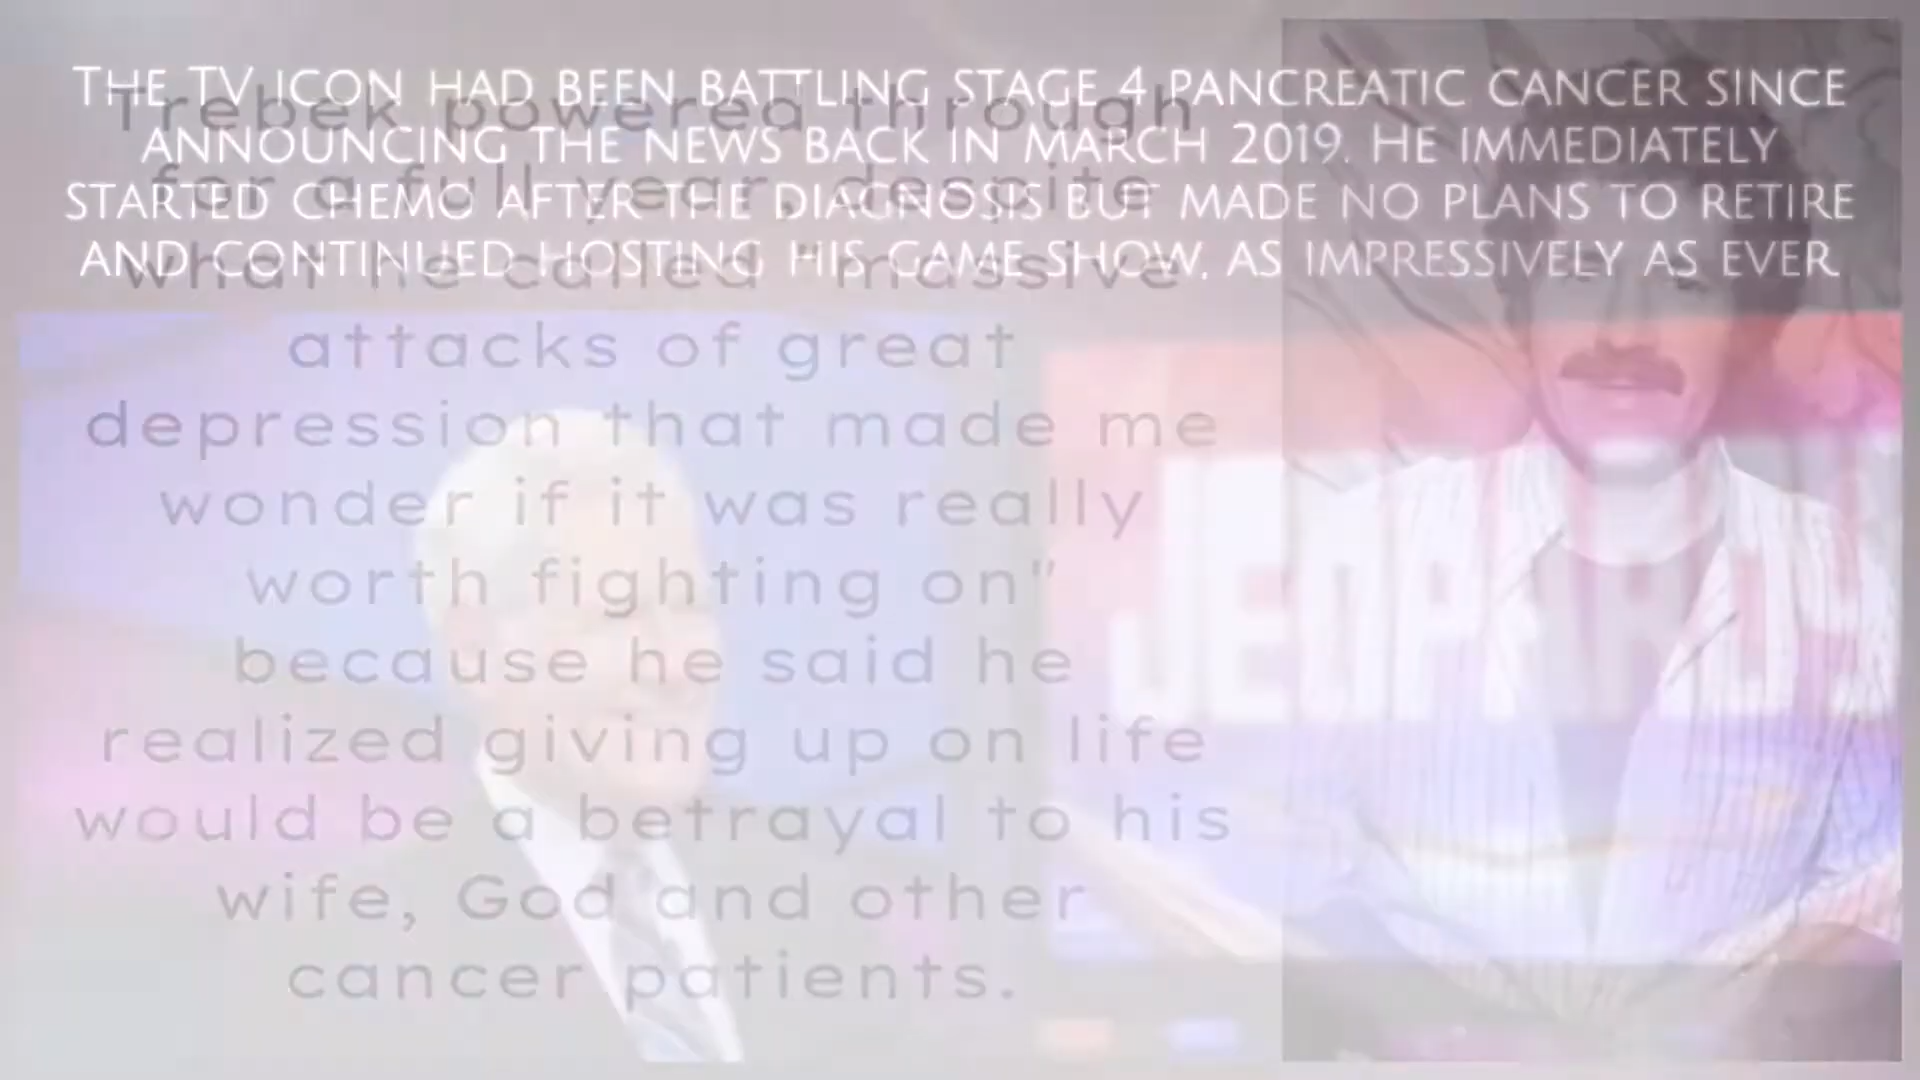 THE TV ICON HAD BEEN BATTLING STAGE 4 PANCREATIC CANCER SINCE
ANNOUNCING THE NEWS BACK IN MARCH 2019. HE IMMEDIATELY
STARTED CHEMO AFTER THE DIAGNOSIS BUT MADE NO PLANS TO RETIRE
AND CONTINUED HOSTING HIS GAME SHOW, AS IMPRESSIVELY AS EVER.
Trebek powered through
for a full year, despite
what he called "massive
attacks of great
depression that made me
wonder if it was really
worth fighting on"
because he said he
realized giving up on life
would be a betrayal to his
wife, God and other
cancer patients.
JEOPARDY